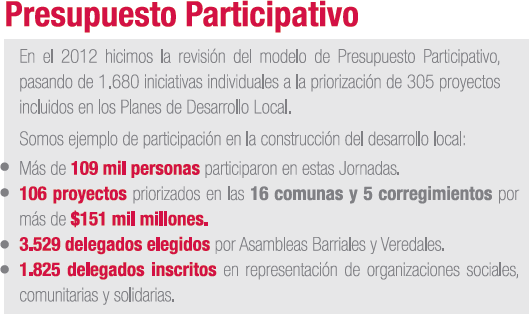 Presupuesto Participativo
En el 2012 hicimos la revisión del modelo de Presupuesto Participativo,
pasando de 1.680 iniciativas individuales a la priorización de 305 proyectos
incluidos en los Planes de Desarrollo Local.
Somos ejemplo de participación en la construcción del desarrollo local:
• Más de 109 mil personas participaron en estas Jornadas.
• 106 proyectos priorizados en las 16 comunas y 5 corregimientos por
más de $151 mil millones.
• 3.529 delegados elegidos por Asambleas Barriales y Veredales.
• 1.825 delegados inscritos en representación de organizaciones sociales,
comunitarias y solidarias.